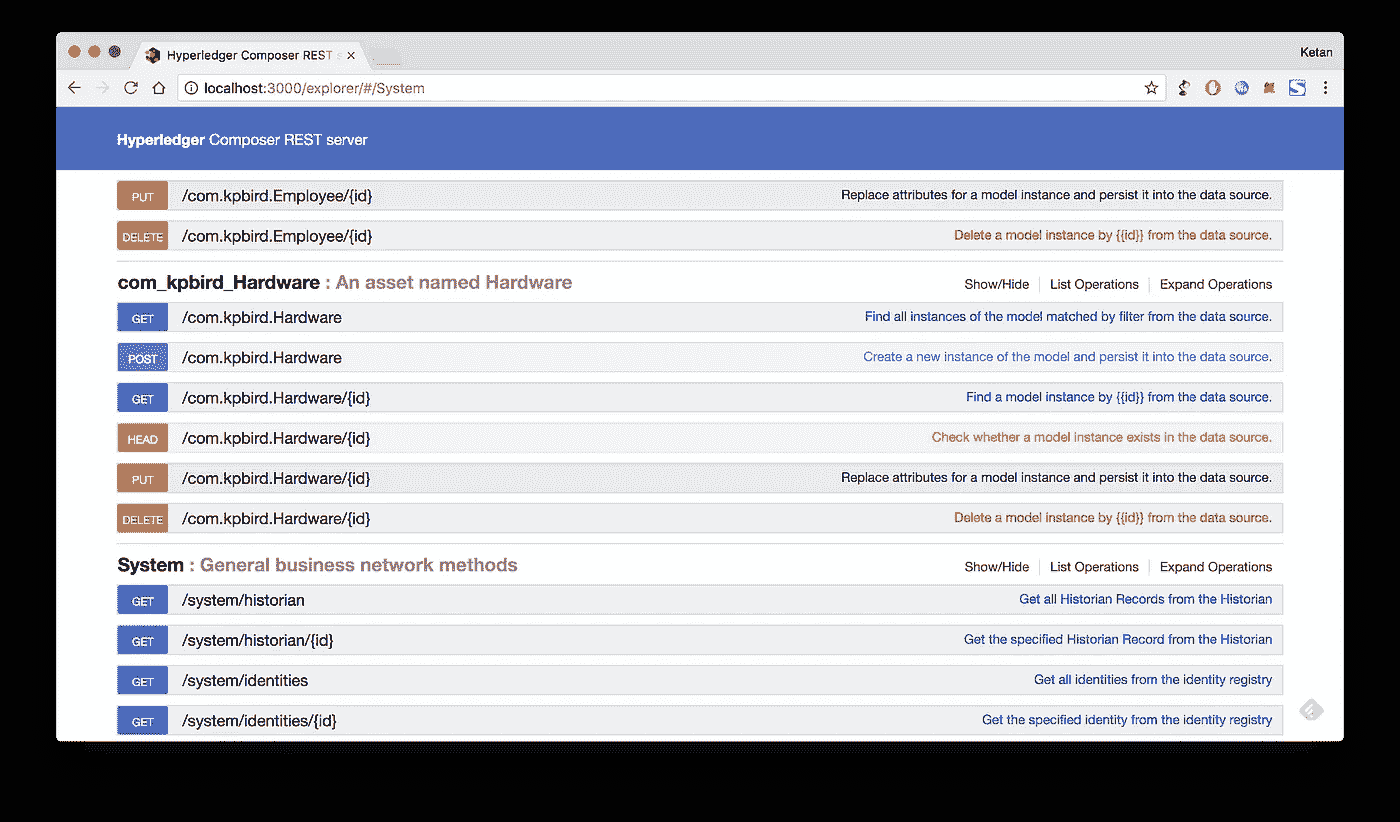 Hyperledger Composer REST s
Ketan
localhost:3000/explorer/#/System
Hyperledger Composer REST server
PUT /com.kpbird.Employee/{id} Replace attributes for a model instance and persist it into the data source.
DELETE /com.kpbird.Employee/{id} Delete a model instance by {{id}} from the data source.
com_kpbird_Hardware : An asset named Hardware Show/Hide List Operations Expand Operations
GET /com.kpbird.Hardware Find all instances of the model matched by filter from the data source.
POST /com.kpbird.Hardware Create a new instance of the model and persist it into the data source.
GET /com.kpbird.Hardware/{id} Find a model instance by {{id}} from the data source.
HEAD /com.kpbird.Hardware/{id} Check whether a model instance exists in the data source.
PUT /com.kpbird.Hardware/{id} Replace attributes for a model instance and persist it into the data source.
DELETE /com.kpbird.Hardware/{id} Delete a model instance by {{id}} from the data source.
System : General business network methods Show/Hide List Operations Expand Operations
GET /system/historian Get all Historian Records from the Historian
GET /system/historian/{id} Get the specified Historian Record from the Historian
GET /system/identities Get all identities from the identity registry
GET /system/identities/{id} Get the specified identity from the identity registry